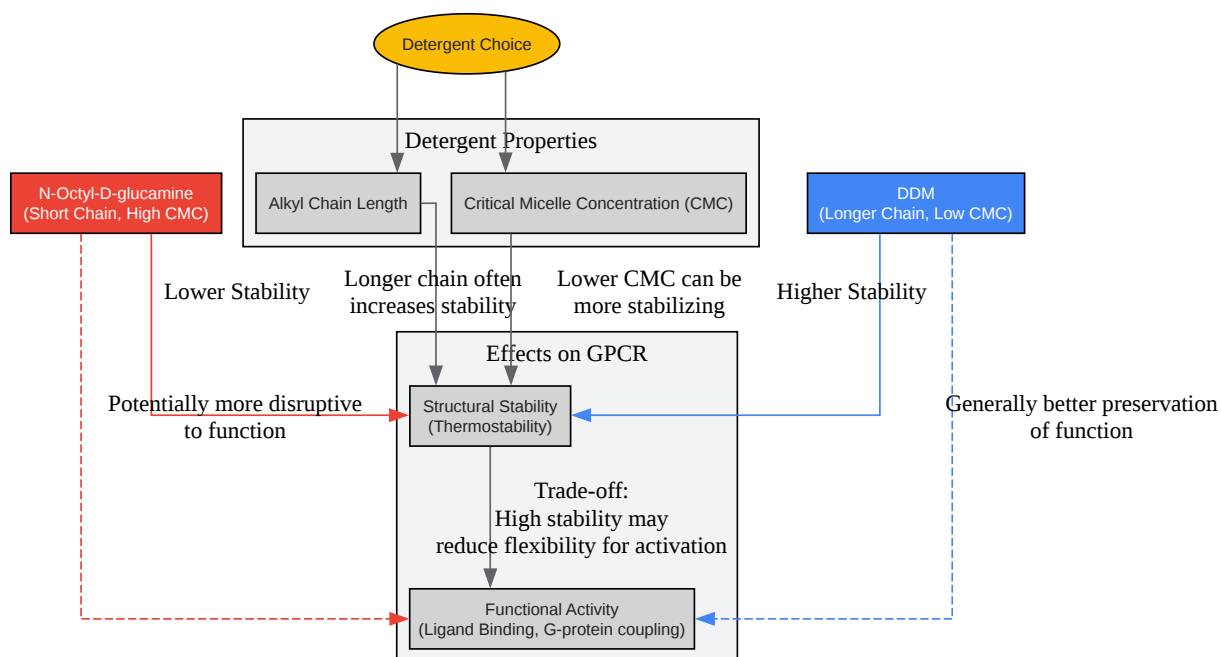 Detergent Choice
Detergent Properties
N-Octyl-D-glucamine
(Short Chain, High CMC)
Alkyl Chain Length
Critical Micelle Concentration (CMC)
DDM
(Longer Chain, Low CMC)
Lower Stability
Longer chain often
increases stability
Lower CMC can be
more stabilizing
Higher Stability
Effects on GPCR
Potentially more disruptive
to function
Structural Stability
(Thermostability)
Generally better preservation
of function
Trade-off:
High stability may
reduce flexibility for activation
Functional Activity
(Ligand Binding, G-protein coupling)